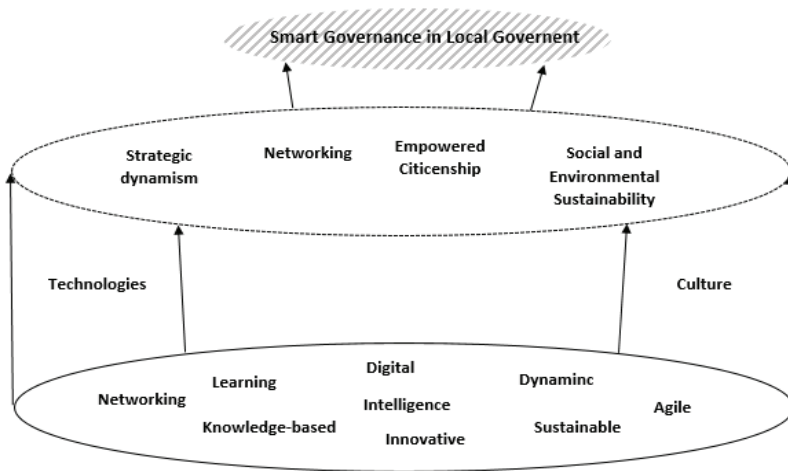 Smart Governance in Local Governent
Strategic
dynamism
Networking
Empowered
Citicenship
Social and
Environmental
Sustainability
Technologies
Culture
Networking
Learning
Digital
Dynaminc
Agile
Knowledge-based
Intelligence
Innovative
Sustainable